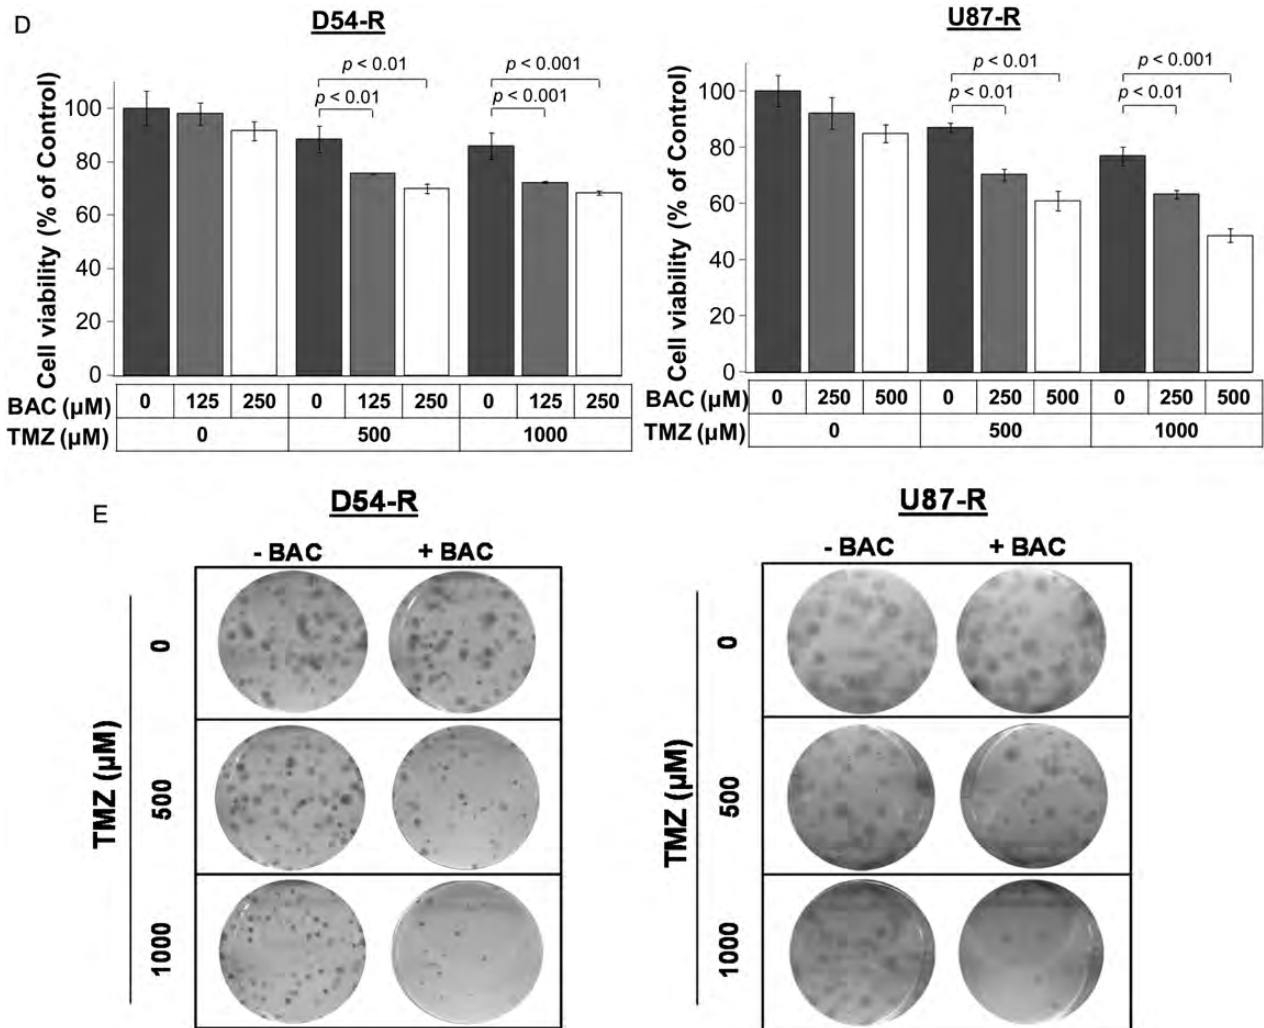 D
D54-R
Cell viability (% of Control)
100
80
60
40
20
0
p < 0.01
p < 0.01
p < 0.001
p < 0.001
BAC (µM) 0 125 250 0 125 250 0 125 250
TMZ (µM) 0 500 1000
U87-R
Cell viability (% of Control)
100
80
60
40
20
0
p < 0.01
p < 0.01
p < 0.001
p < 0.01
BAC (µM) 0 250 500 0 250 500 0 250 500
TMZ (µM) 0 500 1000
E
D54-R
- BAC + BAC
TMZ (µM)
0
500
1000
U87-R
- BAC + BAC
TMZ (µM)
0
500
1000